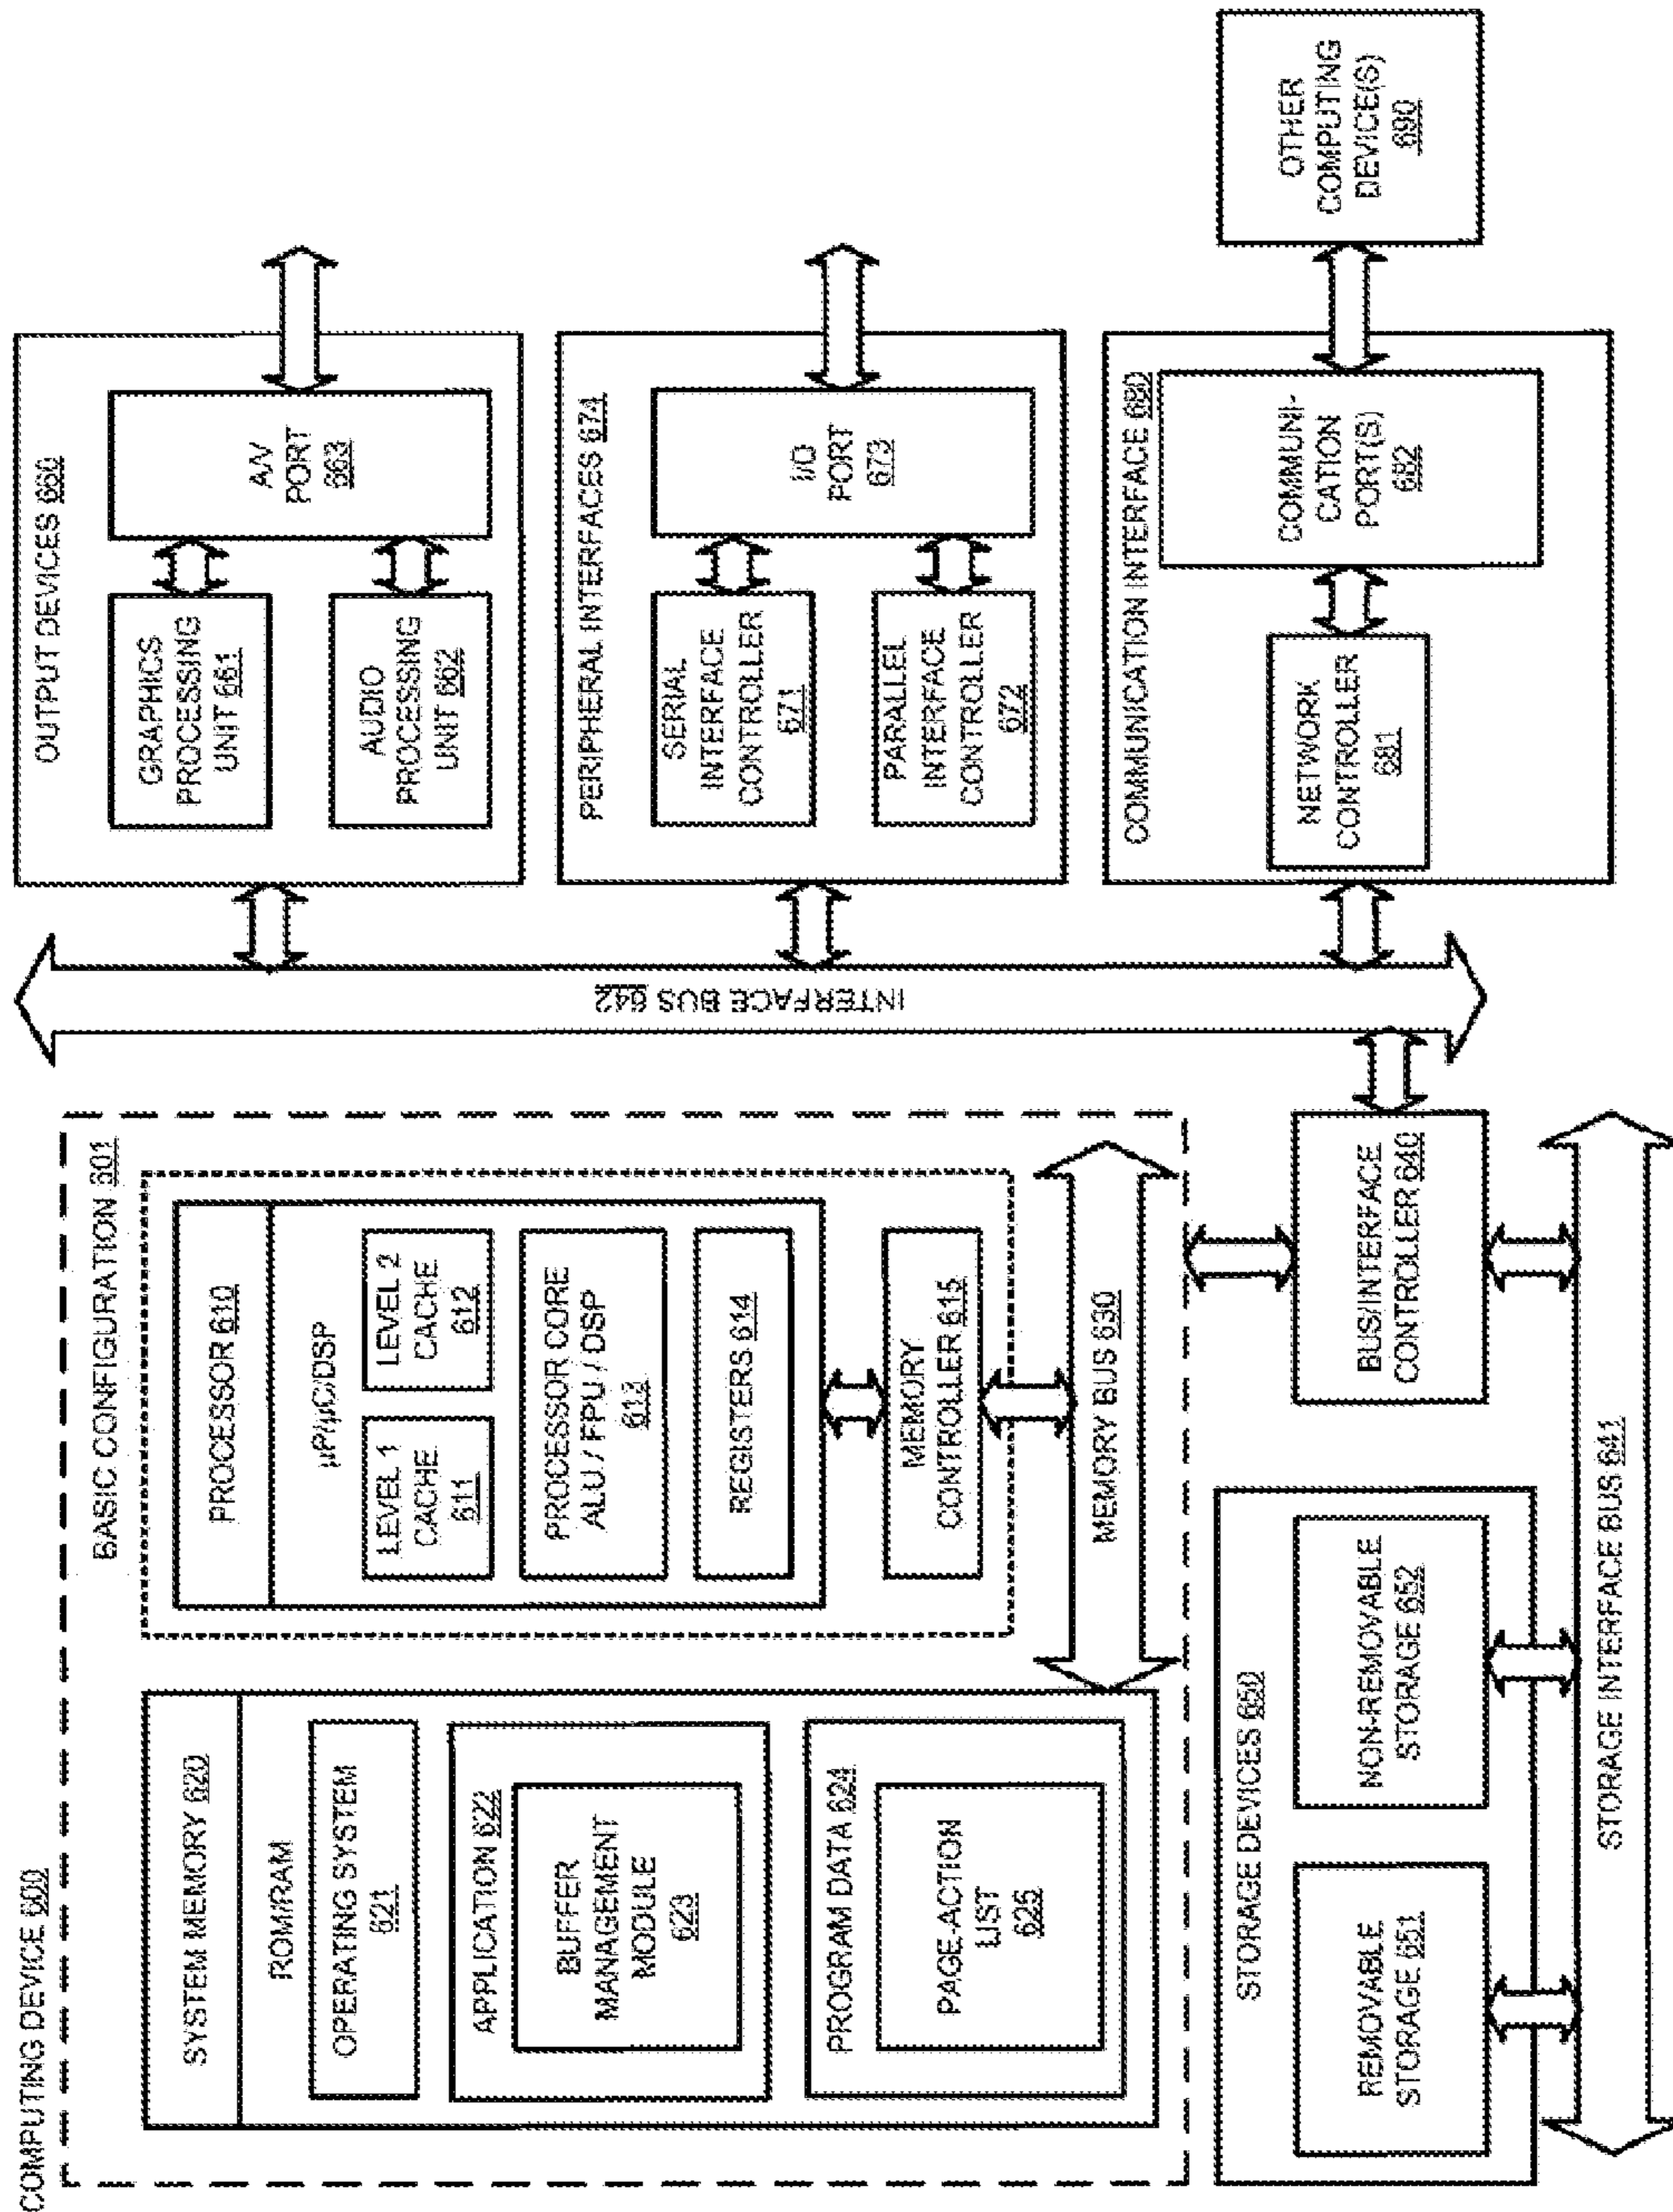 COMPUTING DEVICE 600
BASIC CONFIGURATION 601
SYSTEM MEMORY 620
ROM/RAM
OPERATING SYSTEM
621
APPLICATION 622
BUFFER
MANAGEMENT
MODULE
623
PROGRAM DATA 624
PAGE-ACTION
LIST
625
PROCESSOR 610
µP/µC/DSP
LEVEL 1
CACHE
611
LEVEL 2
CACHE
612
PROCESSOR CORE
ALU / FPU / DSP
613
REGISTERS 614
MEMORY
CONTROLLER 615
MEMORY BUS 630
BUS/INTERFACE
CONTROLLER 640
STORAGE DEVICES 650
REMOVABLE
STORAGE 651
NON-REMOVABLE
STORAGE 652
STORAGE INTERFACE BUS 641
INTERFACE BUS 642
OUTPUT DEVICES 660
GRAPHICS
PROCESSING
UNIT 661
AUDIO
PROCESSING
UNIT 662
A/V
PORT
663
PERIPHERAL INTERFACES 674
SERIAL
INTERFACE
CONTROLLER
671
PARALLEL
INTERFACE
CONTROLLER
672
I/O
PORT
673
COMMUNICATION INTERFACE 680
NETWORK
CONTROLLER
681
COMMUNI-
CATION
PORT(S)
682
OTHER
COMPUTING
DEVICE(S)
690